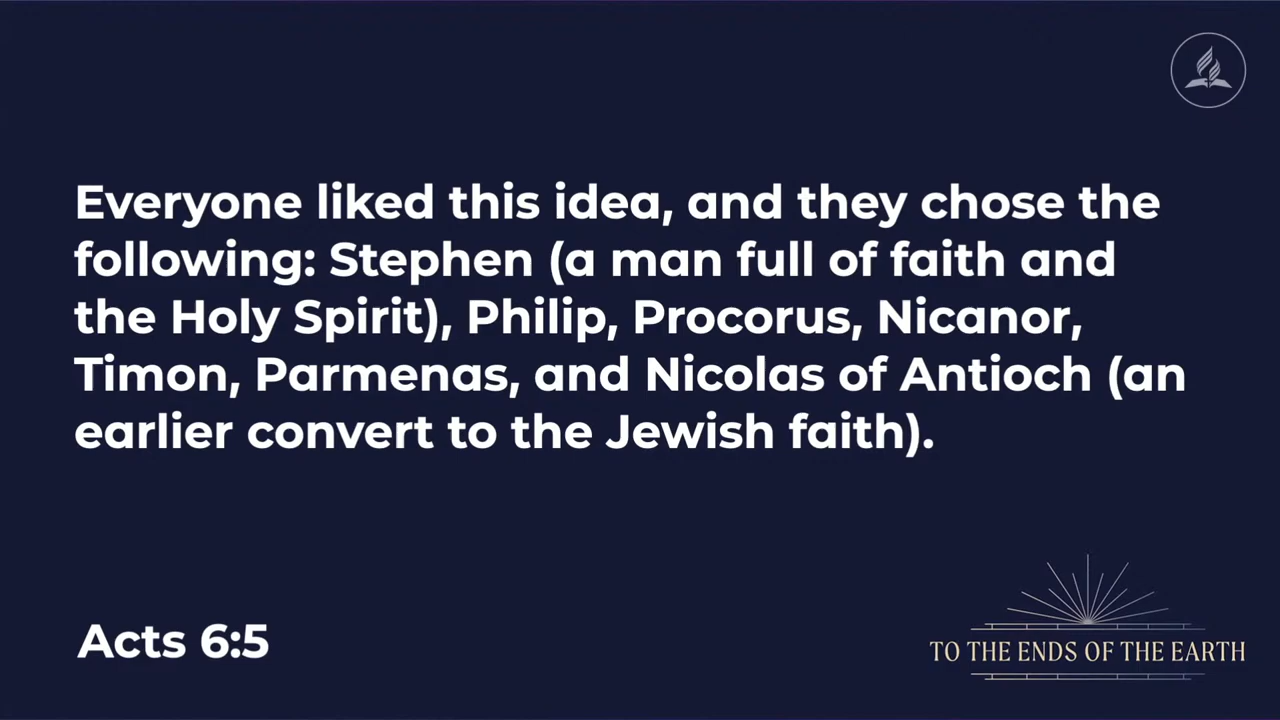 Everyone liked this idea, and they chose the
following: Stephen (a man full of faith and
the Holy Spirit), Philip, Procorus, Nicanor,
Timon, Parmenas, and Nicolas of Antioch (an
earlier convert to the Jewish faith).
Acts 6:5
TO THE ENDS OF THE EARTH